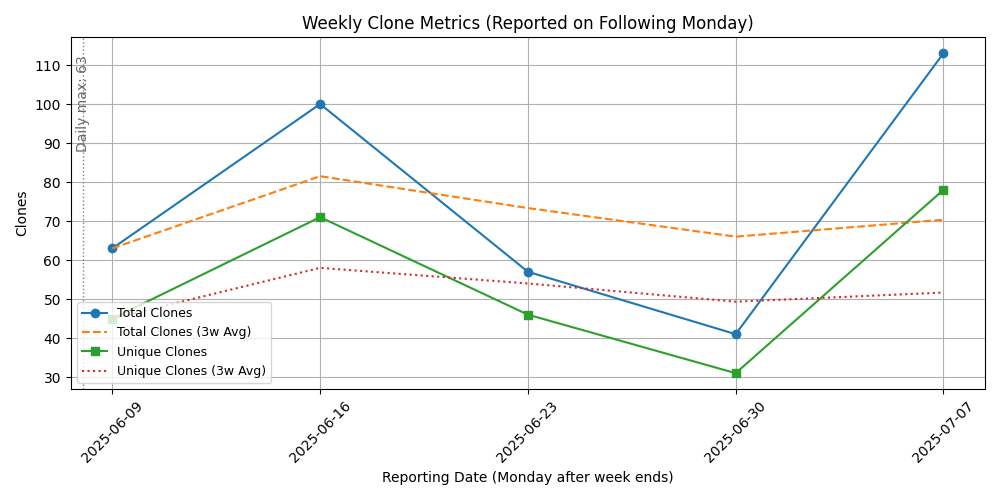 Weekly Clone Metrics (Reported on Following Monday)
Clones
110
100
90
80
70
60
50
40
30
Daily max: 63
Total Clones
Total Clones (3w Avg)
Unique Clones
Unique Clones (3w Avg)
2025-06-09
2025-06-16
2025-06-23
2025-06-30
2025-07-07
Reporting Date (Monday after week ends)